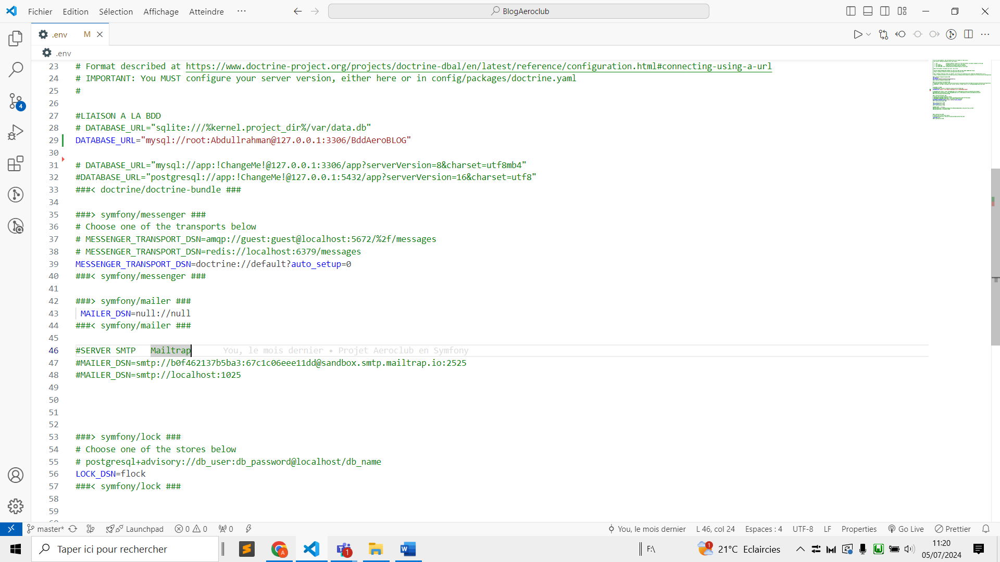 Fichier Edition Sélection Affichage Atteindre ··· BlogAeroclub
.env M
.env
23 # Format described at https://www.doctrine-project.org/projects/doctrine-dbal/en/latest/reference/configuration.html#connecting-using-a-url
24 # IMPORTANT: You MUST configure your server version, either here or in config/packages/doctrine.yaml
25 #
26
27 #LIAISON A LA BDD
28 # DATABASE_URL="sqlite:///%kernel.project_dir%/var/data.db"
29 DATABASE_URL="mysql://root:Abdullrahman@127.0.0.1:3306/BddAeroBLOG"
30
31 # DATABASE_URL="mysql://app:!ChangeMe!@127.0.0.1:3306/app?serverVersion=8&charset=utf8mb4"
32 #DATABASE_URL="postgresql://app:!ChangeMe!@127.0.0.1:5432/app?serverVersion=16&charset=utf8"
33 ###< doctrine/doctrine-bundle ###
34
35 ###> symfony/messenger ###
36 # Choose one of the transports below
37 # MESSENGER_TRANSPORT_DSN=amqp://guest:guest@localhost:5672/%2f/messages
38 # MESSENGER_TRANSPORT_DSN=redis://localhost:6379/messages
39 MESSENGER_TRANSPORT_DSN=doctrine://default?auto_setup=0
40 ###< symfony/messenger ###
41
42 ###> symfony/mailer ###
43 MAILER_DSN=null://null
44 ###< symfony/mailer ###
45
46 #SERVER SMTP Mailtrap You, le mois dernier • Projet Aeroclub en Symfony
47 #MAILER_DSN=smtp://b0f462137b5ba3:67c1c06eee11dd@sandbox.smtp.mailtrap.io:2525
48 #MAILER_DSN=smtp://localhost:1025
49
50
51
52
53 ###> symfony/lock ###
54 # Choose one of the stores below
55 # postgresql+advisory://db_user:db_password@localhost/db_name
56 LOCK_DSN=flock
57 ###< symfony/lock ###
58
59
4
master* Launchpad 0 0 0 You, le mois dernier L 46, col 24 Espaces : 4 UTF-8 LF Properties Go Live Prettier
Taper ici pour rechercher A 1 F:\ 1 21°C Eclaircies 11:20
05/07/2024